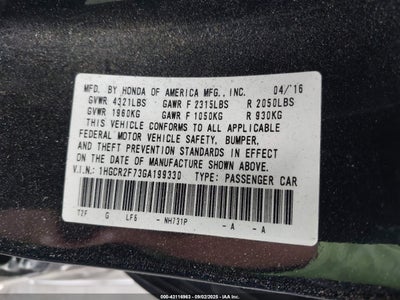 MFD. BY HONDA OF AMERICA MFG., INC. 04/'16
GVWR 4321LBS GAWR F 2315LBS R 2050LBS
GVWR 1960KG GAWR F 1050KG R 930KG
THIS VEHICLE CONFORMS TO ALL APPLICABLE
FEDERAL MOTOR VEHICLE SAFETY, BUMPER,
AND THEFT PREVENTION STANDARDS IN EFFECT
ON THE DATE OF MANUFACTURE SHOWN ABOVE.
V.I.N.: 1HGCR2F73GA199330 TYPE: PASSENGER CAR
T2F G LF6 - NH731P - A - A
000-43116983 - 09/02/2025 - IAA Inc.